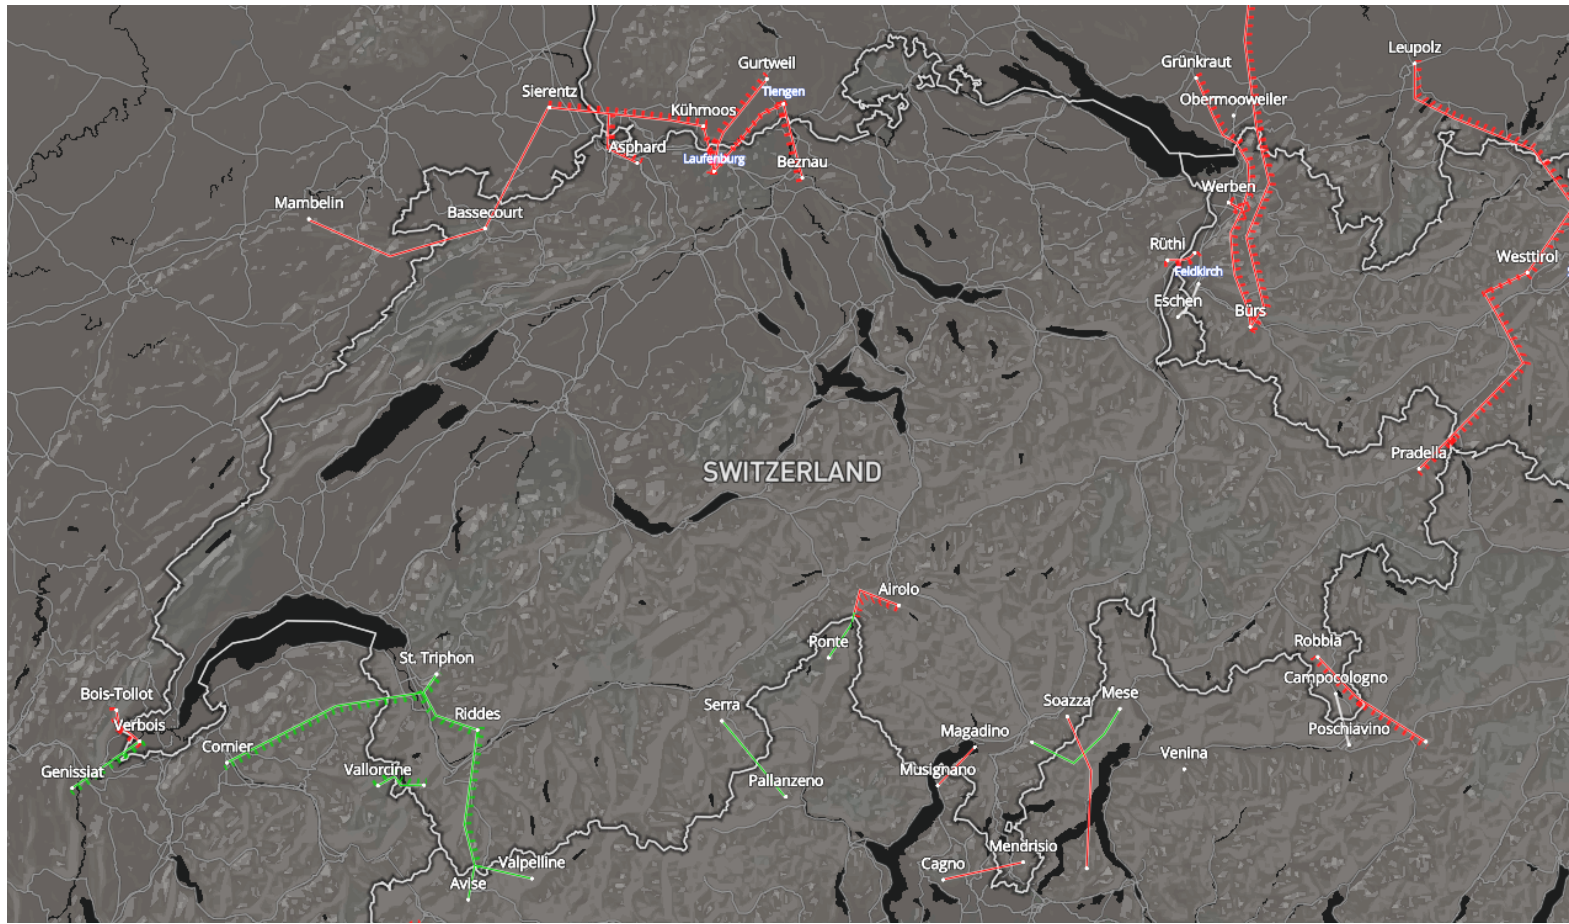 Leupolz
Grünkraut
Gurtweil
Sierentz
Tiengen
Obermooweiler
Kühmoos
Asphard
Laufenburg
Beznau
Werben
Mambelin
Bassecourt
Rüthi
Westtirol
Feldkirch
Eschen
Bürs
Pradella
SWITZERLAND
Airolo
Ponte
Robbia
St. Triphon
Campocologno
Bois-Tollot
Mese
Soazza
Serra
Riddes
Verbois
Magadino
Poschiavino
Cornier
Venina
Genissiat
Vallorcine
Musignano
Pallanzeno
Mendrisio
Valpelline
Cagno
Avise